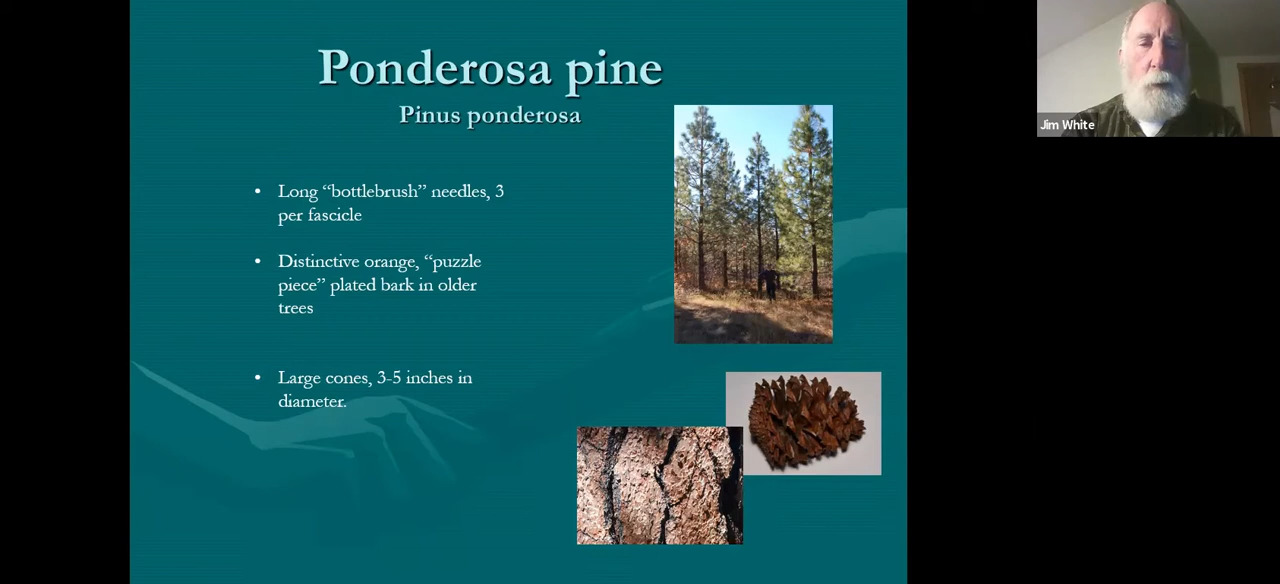 Ponderosa pine
Pinus ponderosa
• Long “bottlebrush” needles, 3
per fascicle
• Distinctive orange, “puzzle
piece” plated bark in older
trees
• Large cones, 3-5 inches in
diameter.
Jim White